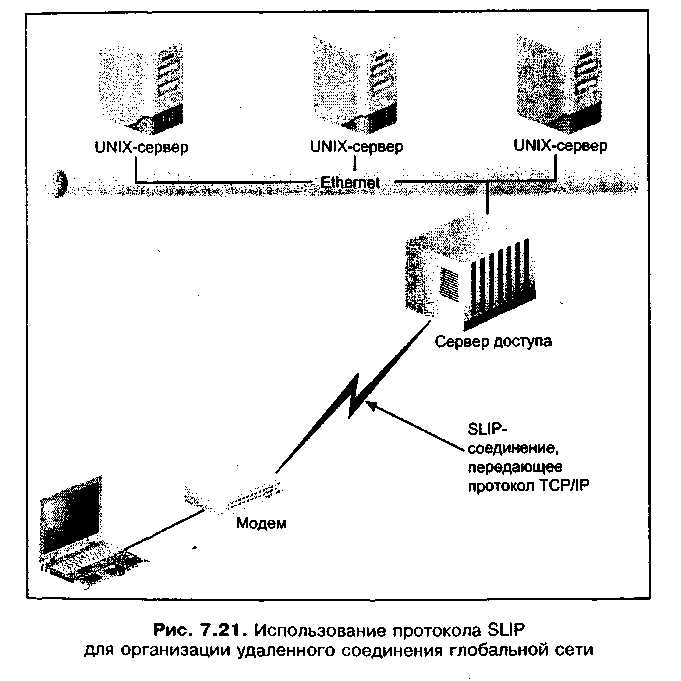 UNIX-сервер UNIX-сервер UNIX-сервер
Ethernet
Сервер доступа
SLIP-
соединение,
передающее
протокол TCP/IP
Модем
Рис. 7.21. Использование протокола SLIP
для организации удаленного соединения глобальной сети